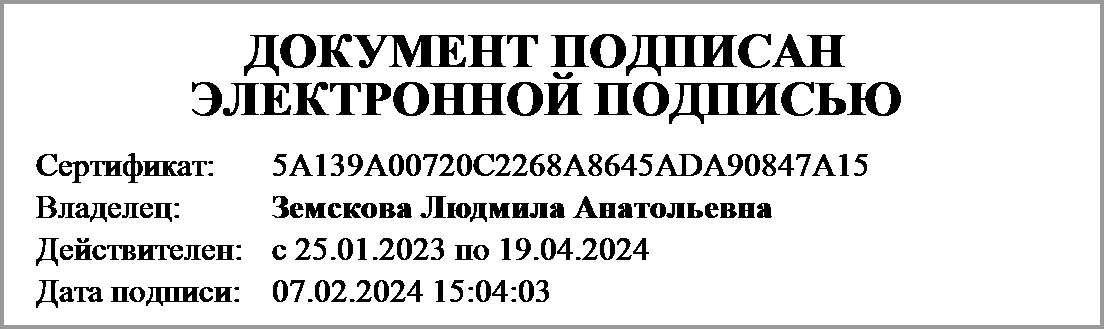 ДОКУМЕНТ ПОДПИСАН
ЭЛЕКТРОННОЙ ПОДПИСЬЮ
Сертификат: 5A139A00720C2268A8645ADA90847A15
Владелец: Земскова Людмила Анатольевна
Действителен: с 25.01.2023 по 19.04.2024
Дата подписи: 07.02.2024 15:04:03